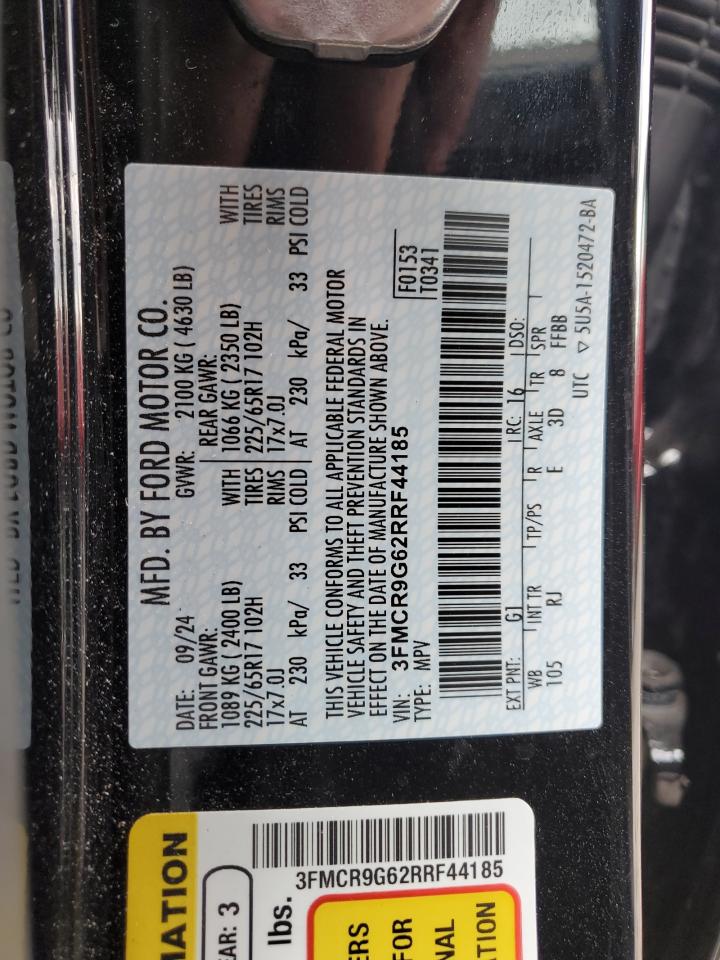 MFD. BY FORD MOTOR CO.
DATE: 09/24 GVWR: 2100 KG ( 4630 LB)
FRONT GAWR: REAR GAWR:
1089 KG ( 2400 LB) WITH 1066 KG ( 2350 LB) WITH
225/65R17 102H TIRES 225/65R17 102H TIRES
17x7.0J RIMS 17x7.0J RIMS
AT 230 kPa/ 33 PSI COLD AT 230 kPa/ 33 PSI COLD
THIS VEHICLE CONFORMS TO ALL APPLICABLE FEDERAL MOTOR
VEHICLE SAFETY AND THEFT PREVENTION STANDARDS IN
EFFECT ON THE DATE OF MANUFACTURE SHOWN ABOVE.
VIN: 3FMCR9G62RRF44185 F0153
TYPE: MPV T0341
EXT PNT: G1 RC: 16 DSO:
WB INT TR TP/PS R AXLE TR SPR
105 RJ E 3D 8 FFBB
UTC ▽ 5U5A-1520472-BA
MATION
EAR: 3
3FMCR9G62RRF44185
lbs.
ERS
FOR
NAL
TION